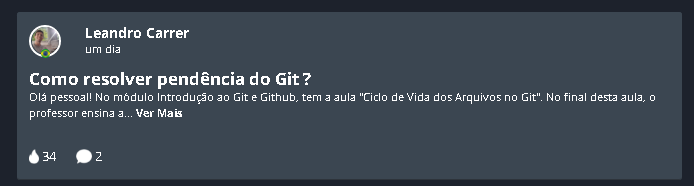 Leandro Carrer
um dia
Como resolver pendência do Git ?
Olá pessoal! No módulo Introdução ao Git e Github, tem a aula "Ciclo de Vida dos Arquivos no Git". No final desta aula, o
professor ensina a... Ver Mais
34 2